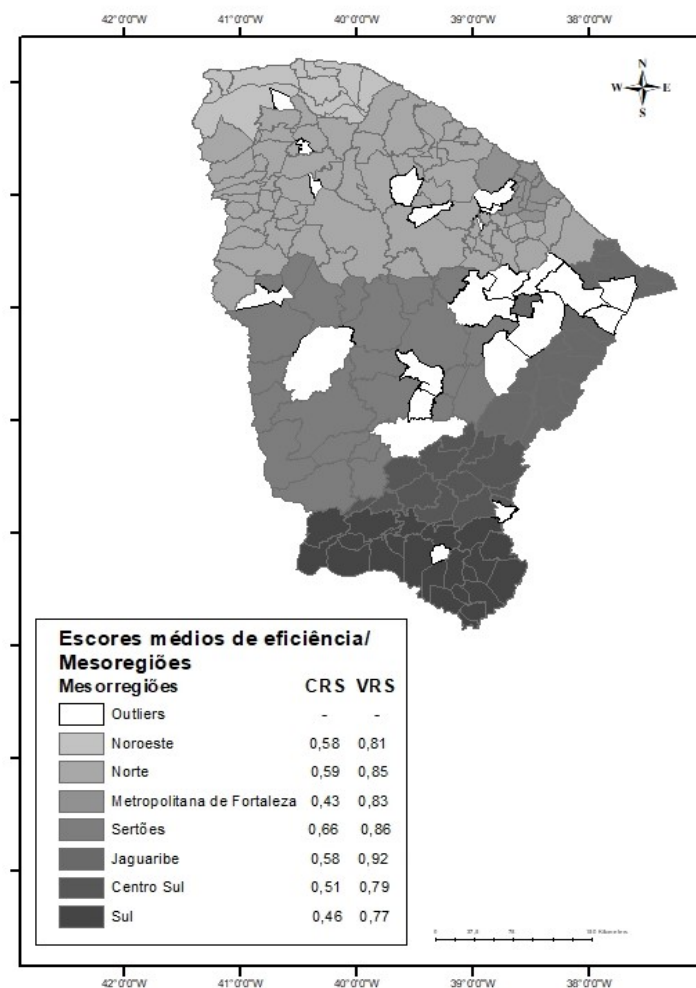 42°0'0"W 41°0'0"W 40°0'0"W 39°0'0"W 38°0'0"W
N
W E
S
Escores médios de eficiência/
Mesoregiões
Mesorregiões CRS VRS
Outliers - -
Noroeste 0,58 0,81
Norte 0,59 0,85
Metropolitana de Fortaleza 0,43 0,83
Sertões 0,66 0,86
Jaguaribe 0,58 0,92
Centro Sul 0,51 0,79
Sul 0,46 0,77
0
42°0'0"W 41°0'0"W 40°0'0"W 39°0'0"W 38°0'0"W